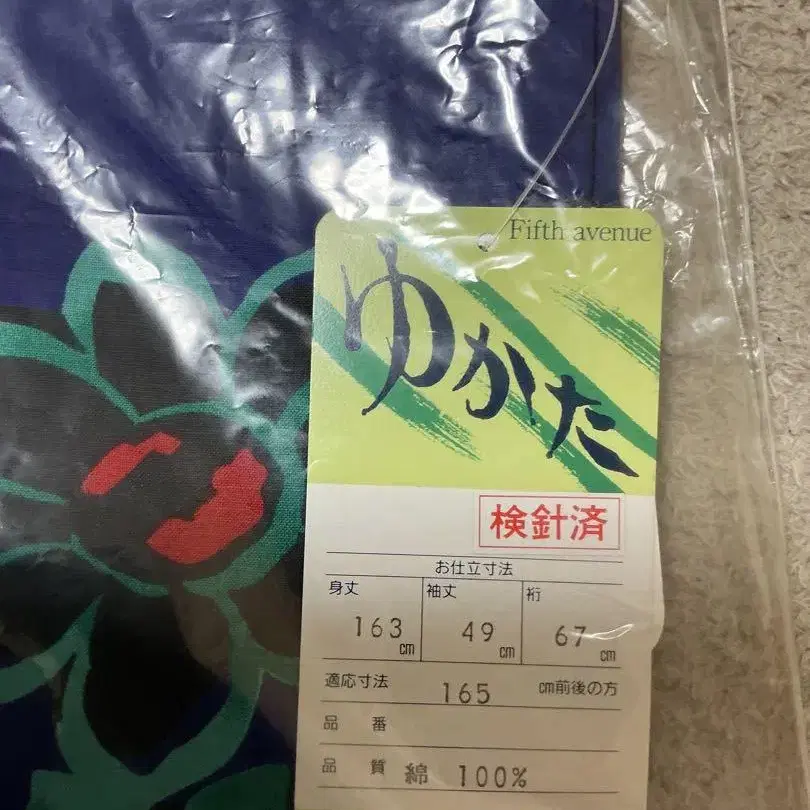 Fifth avenue
ゆかた
検針済
お仕立寸法
身丈 袖丈 裄
163cm 49cm 67cm
適応寸法 165 cm前後の方
品番
品質 綿 100%